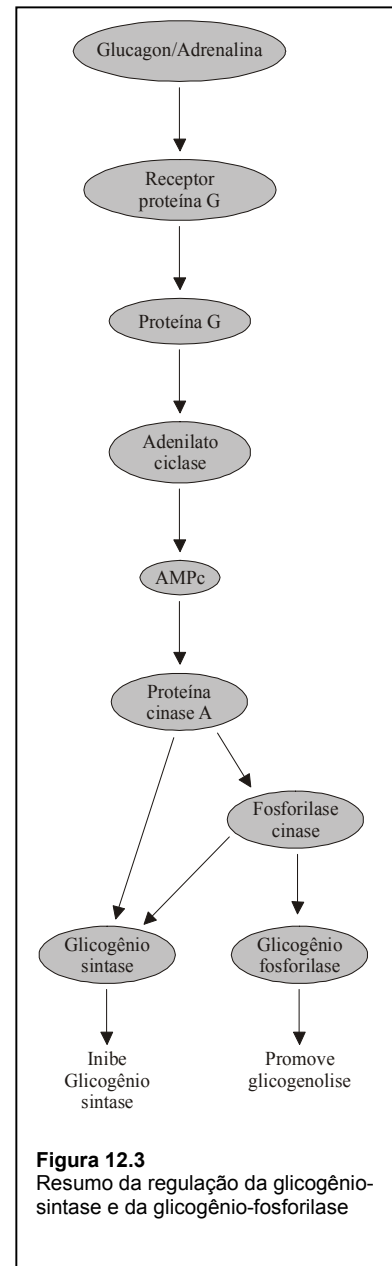 Glucagon/Adrenalina
Receptor
proteína G
Proteína G
Adenilato
ciclase
AMPc
Proteína
cinase A
Fosforilase
cinase
Glicogênio
sintase
Glicogênio
fosforilase
Inibe
Glicogênio
sintase
Promove
glicogenolise
Figura 12.3
Resumo da regulação da glicogênio-
sintase e da glicogênio-fosforilase